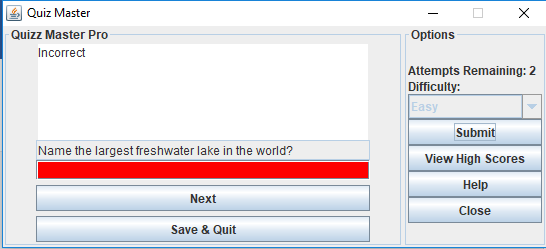 Quiz Master
Quizz Master Pro
Incorrect
Name the largest freshwater lake in the world?
Next
Save & Quit
Options
Attempts Remaining: 2
Difficulty:
Easy
Submit
View High Scores
Help
Close